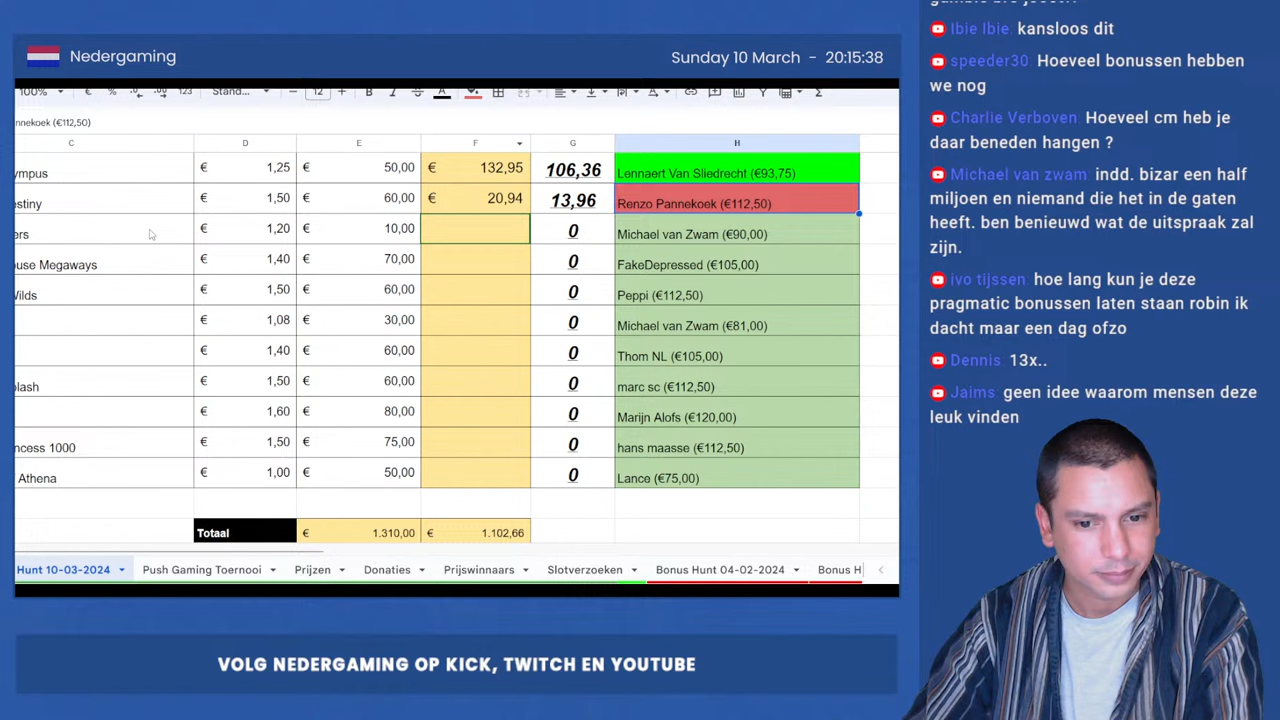 Nedergaming
Sunday 10 March - 20:15:38
100% € % .0 .00 123 Stand... − 12 + B I A Σ
nnekoek (€112,50)
C D E F G H
ympus € 1,25 € 50,00 € 132,95 106,36 Lennaert Van Sliedrecht (€93,75)
estiny € 1,50 € 60,00 € 20,94 13,96 Renzo Pannekoek (€112,50)
ers € 1,20 € 10,00 0 Michael van Zwam (€90,00)
ouse Megaways € 1,40 € 70,00 0 FakeDepressed (€105,00)
Wilds € 1,50 € 60,00 0 Peppi (€112,50)
€ 1,08 € 30,00 0 Michael van Zwam (€81,00)
€ 1,40 € 60,00 0 Thom NL (€105,00)
plash € 1,50 € 60,00 0 marc sc (€112,50)
€ 1,60 € 80,00 0 Marijn Alofs (€120,00)
ncess 1000 € 1,50 € 75,00 0 hans maasse (€112,50)
Athena € 1,00 € 50,00 0 Lance (€75,00)
Totaal € 1.310,00 € 1.102,66
Hunt 10-03-2024 Push Gaming Toernooi Prijzen Donaties Prijswinnaars Slotverzoeken Bonus Hunt 04-02-2024 Bonus H
VOLG NEDERGAMING OP KICK, TWITCH EN YOUTUBE
Ibie Ibie: kansloos dit
speeder30: Hoeveel bonussen hebben
we nog
Charlie Verboven: Hoeveel cm heb je
daar beneden hangen ?
Michael van zwam: indd. bizar een half
miljoen en niemand die het in de gaten
heeft. ben benieuwd wat de uitspraak zal
zijn.
ivo tijssen: hoe lang kun je deze
pragmatic bonussen laten staan robin ik
dacht maar een dag ofzo
Dennis: 13x..
Jaims: geen idee waarom mensen deze
leuk vinden